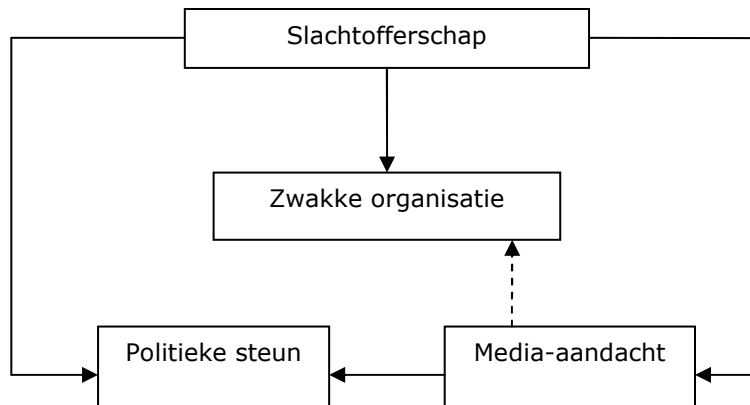 Slachtofferschap
Zwakke organisatie
Politieke steun
Media-aandacht